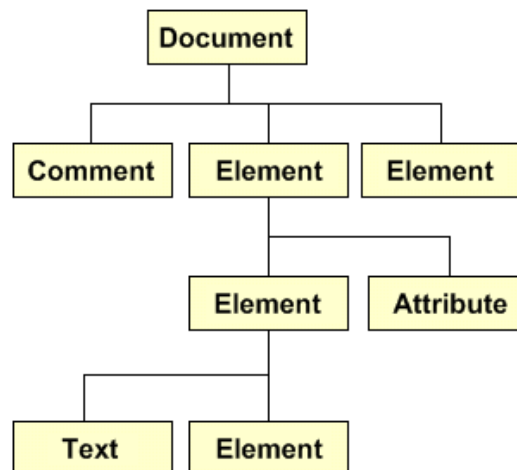 Document
Comment
Element
Element
Element
Attribute
Text
Element